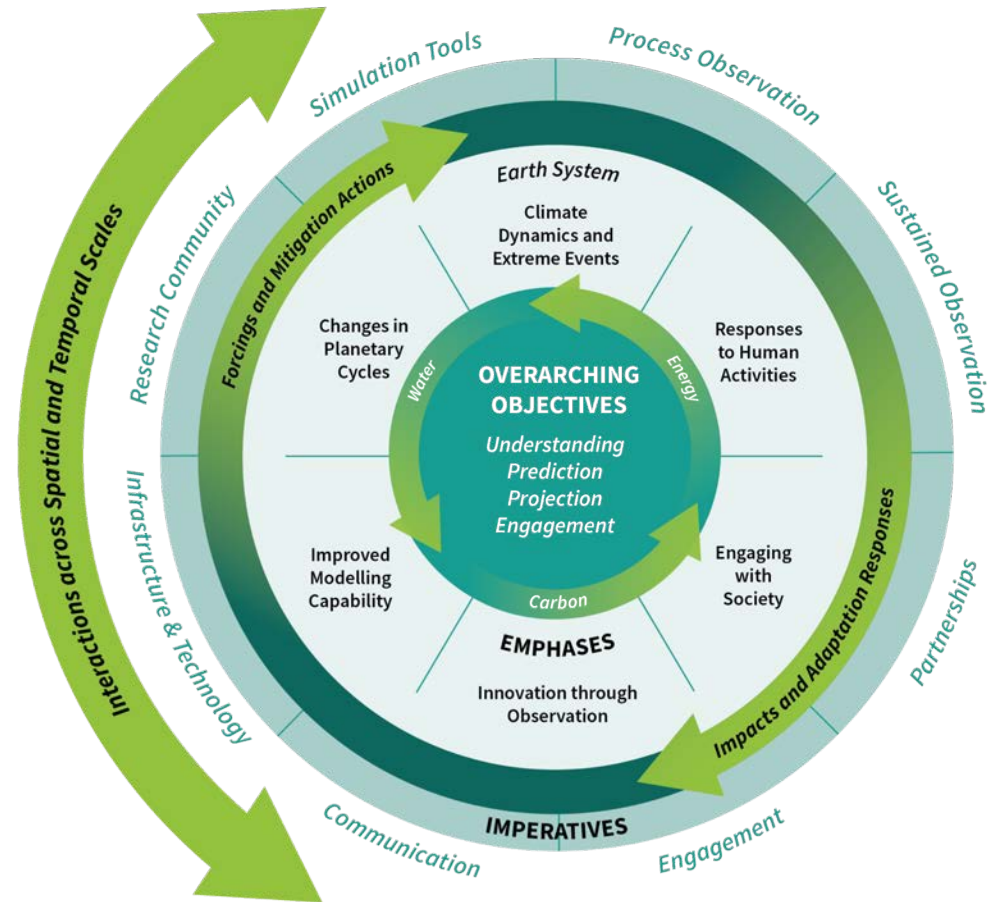 Simulation Tools
Process Observation
Sustained Observation
Partnerships
Engagement
Communication
Infrastructure & Technology
Research Community
Interactions across Spatial and Temporal Scales
Forcings and Mitigation Actions
Impacts and Adaptation Responses
IMPERATIVES
Earth System
Climate
Dynamics and
Extreme Events
Responses
to Human
Activities
Engaging
with
Society
Innovation through
Observation
Improved
Modelling
Capability
Changes in
Planetary
Cycles
EMPHASES
Water
Energy
Carbon
OVERARCHING
OBJECTIVES
Understanding
Prediction
Projection
Engagement